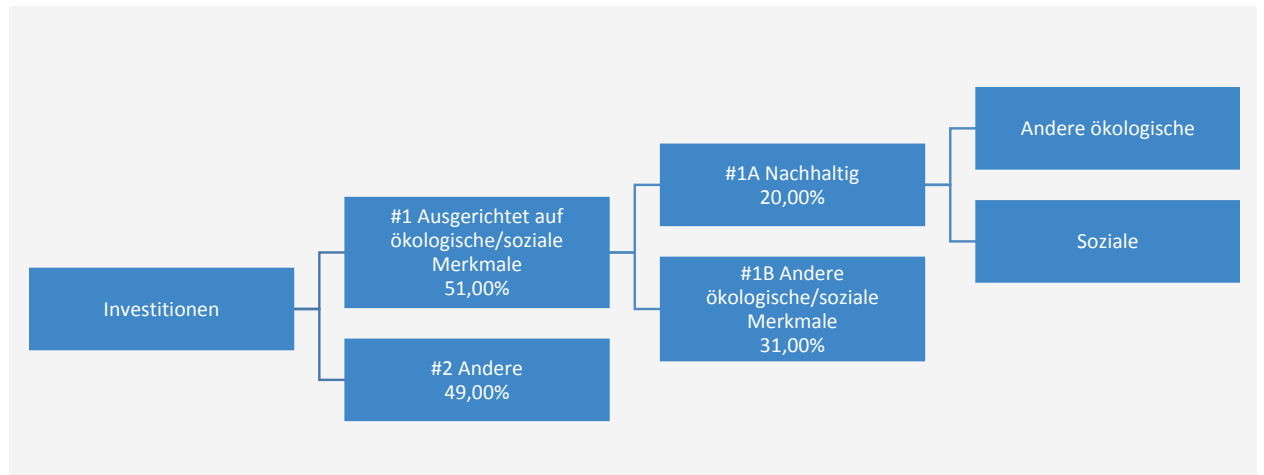 Investitionen
#1 Ausgerichtet auf
ökologische/soziale
Merkmale
51,00%
#2 Andere
49,00%
#1A Nachhaltig
20,00%
#1B Andere
ökologische/soziale
Merkmale
31,00%
Andere ökologische
Soziale